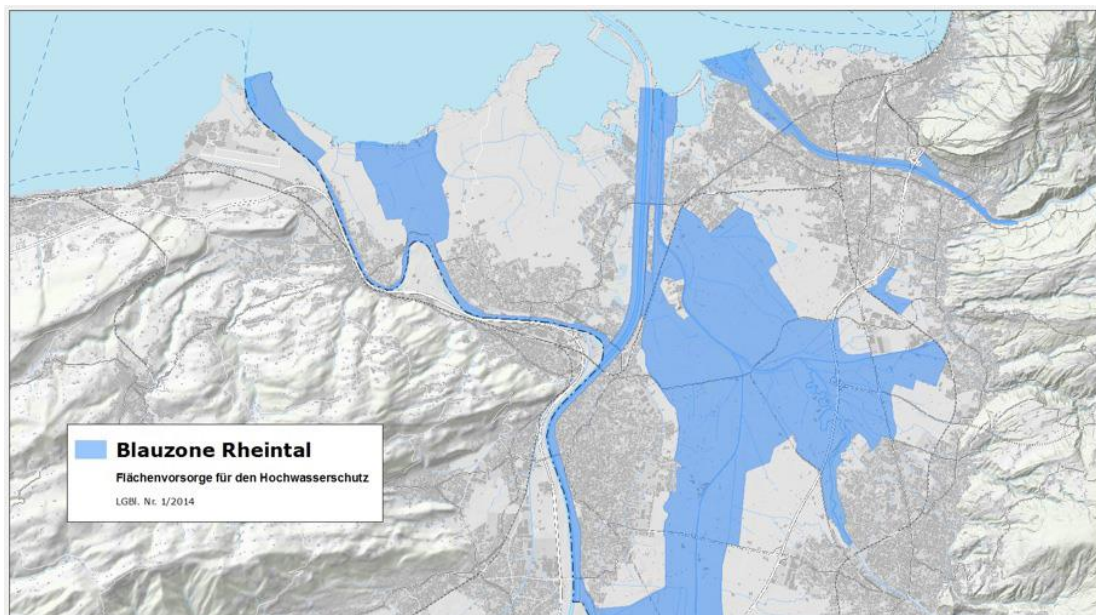 Blauzone Rheintal
Flächenvorsorge für den Hochwasserschutz
LGBl. Nr. 1/2014